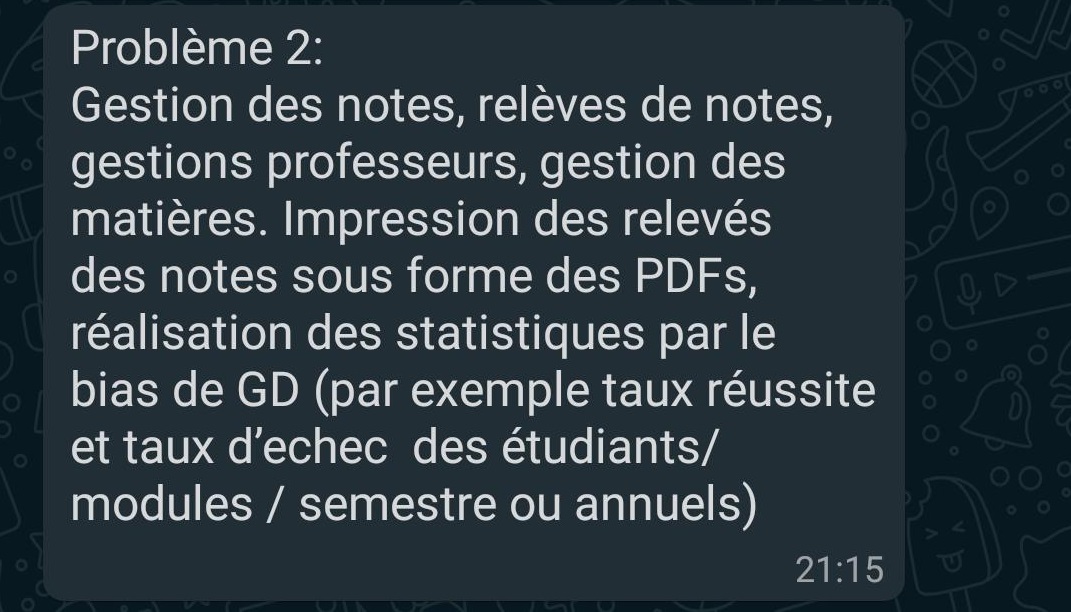 Problème 2:
Gestion des notes, relèves de notes,
gestions professeurs, gestion des
matières. Impression des relevés
des notes sous forme des PDFs,
réalisation des statistiques par le
bias de GD (par exemple taux réussite
et taux d’echec  des étudiants/
modules / semestre ou annuels)
21:15